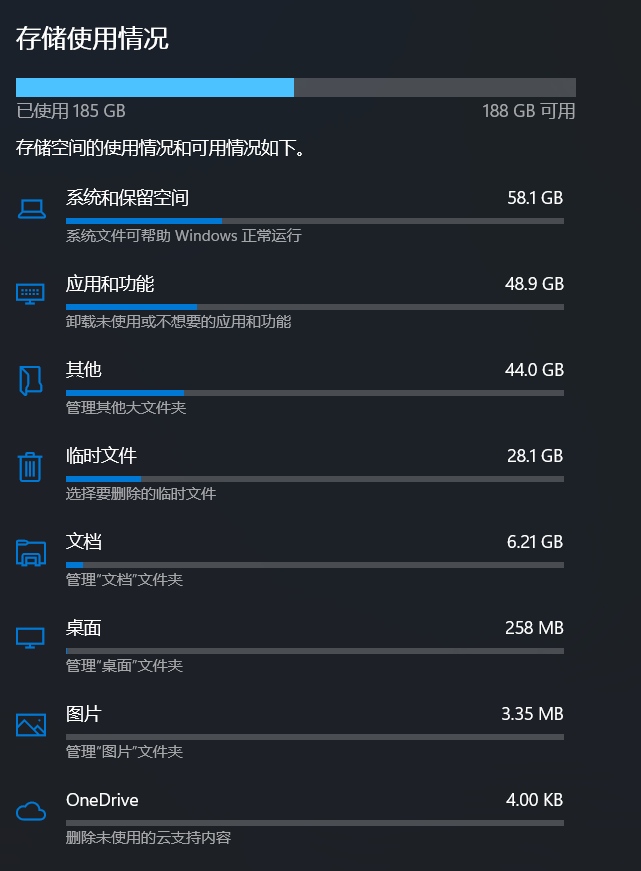 存储使用情况
已使用 185 GB 188 GB 可用
存储空间的使用情况和可用情况如下。
系统和保留空间 58.1 GB
系统文件可帮助 Windows 正常运行
应用和功能 48.9 GB
卸载未使用或不想要的应用和功能
其他 44.0 GB
管理其他大文件夹
临时文件 28.1 GB
选择要删除的临时文件
文档 6.21 GB
管理"文档"文件夹
桌面 258 MB
管理"桌面"文件夹
图片 3.35 MB
管理"图片"文件夹
OneDrive 4.00 KB
删除未使用的云支持内容